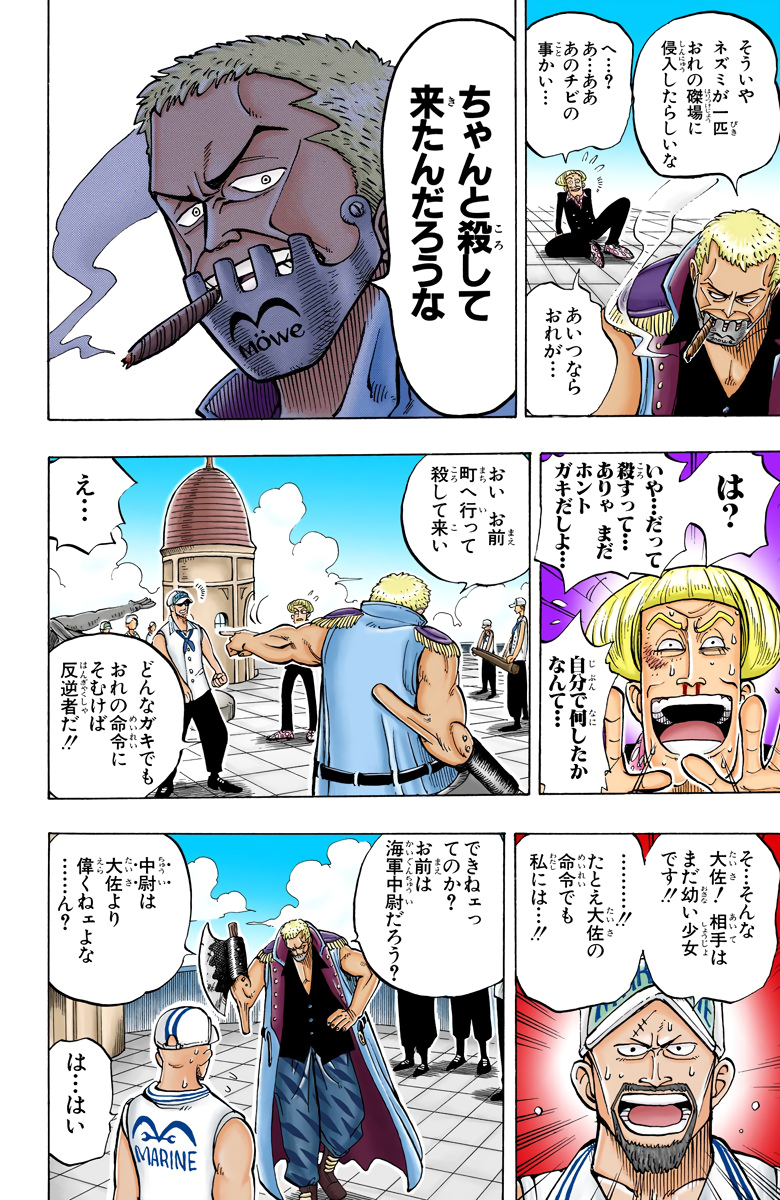 そういや
ネズミが一匹
おれの磔場に
侵入したらしいな
へ…?
あ…ああ
あのチビの
事かい…
あいつなら
おれが…
ちゃんと殺して
来たんだろうな
Möwe
Möwe
は?
いや…だって
殺すって…
ありゃ まだ
ホント
ガキだしよ…
自分で何したか
なんて…
おい お前
町へ行って
殺して来い
え…
どんなガキでも
おれの命令に
そむけば
反逆者だ!!
そ…そんな
大佐! 相手は
まだ幼い少女
です!!
………!!
たとえ大佐の
命令でも
私には…!!
できねェっ
てのか?
お前は
海軍中尉だろう?
中尉は
大佐より
偉くねェよな
……ん?
は…はい
MARINE